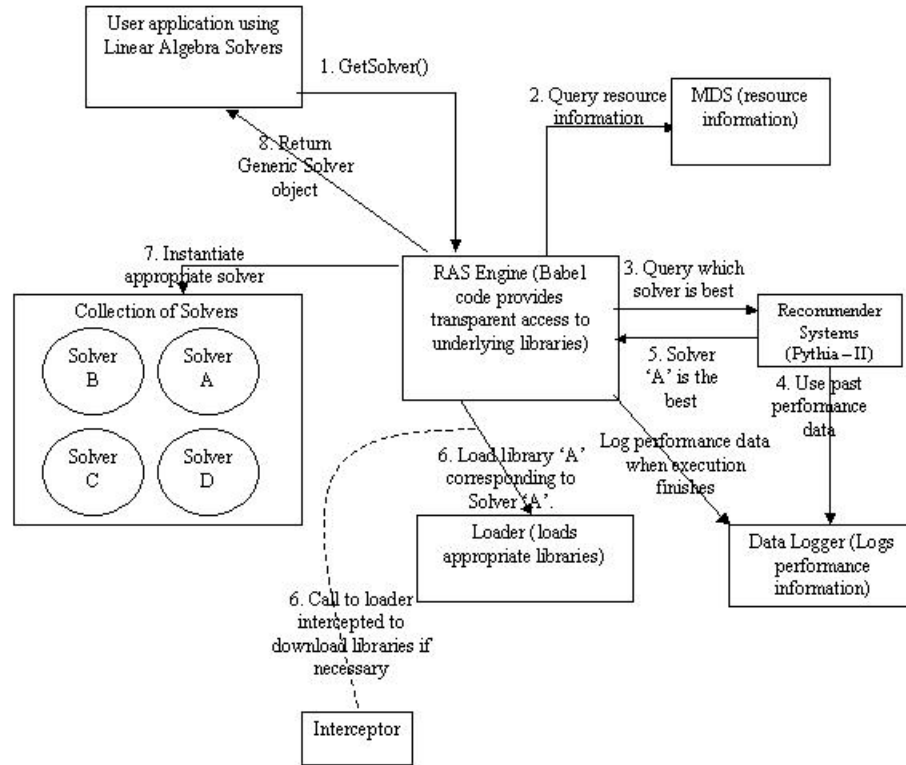 User application using
Linear Algebra Solvers
1. GetSolver()
2. Query resource
information
MDS (resource
information)
8. Return
Generic Solver
object
7. Instantiate
appropriate solver
RAS Engine (Babel
code provides
transparent access to
underlying libraries)
3. Query which
solver is best
Collection of Solvers
Solver
B
Solver
A
Solver
C
Solver
D
Recommender
Systems
(Pythia – II)
5. Solver
‘A’ is the
best
4. Use past
performance
data
Log performance data
when execution
finishes
6. Load library ‘A’
corresponding to
Solver ‘A’.
Loader (loads
appropriate libraries)
Data Logger (Logs
performance
information)
6. Call to loader
intercepted to
download libraries if
necessary
Interceptor